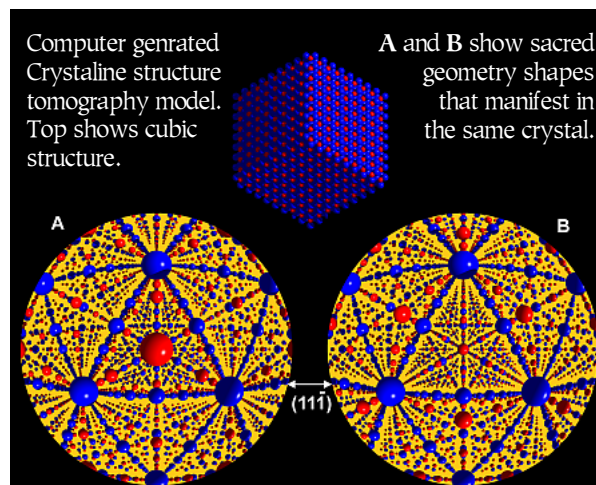 Computer genrated
Crystaline structure
tomography model.
Top shows cubic
structure.
A and B show sacred
geometry shapes
that manifest in
the same crystal.
A
B
(111̄)